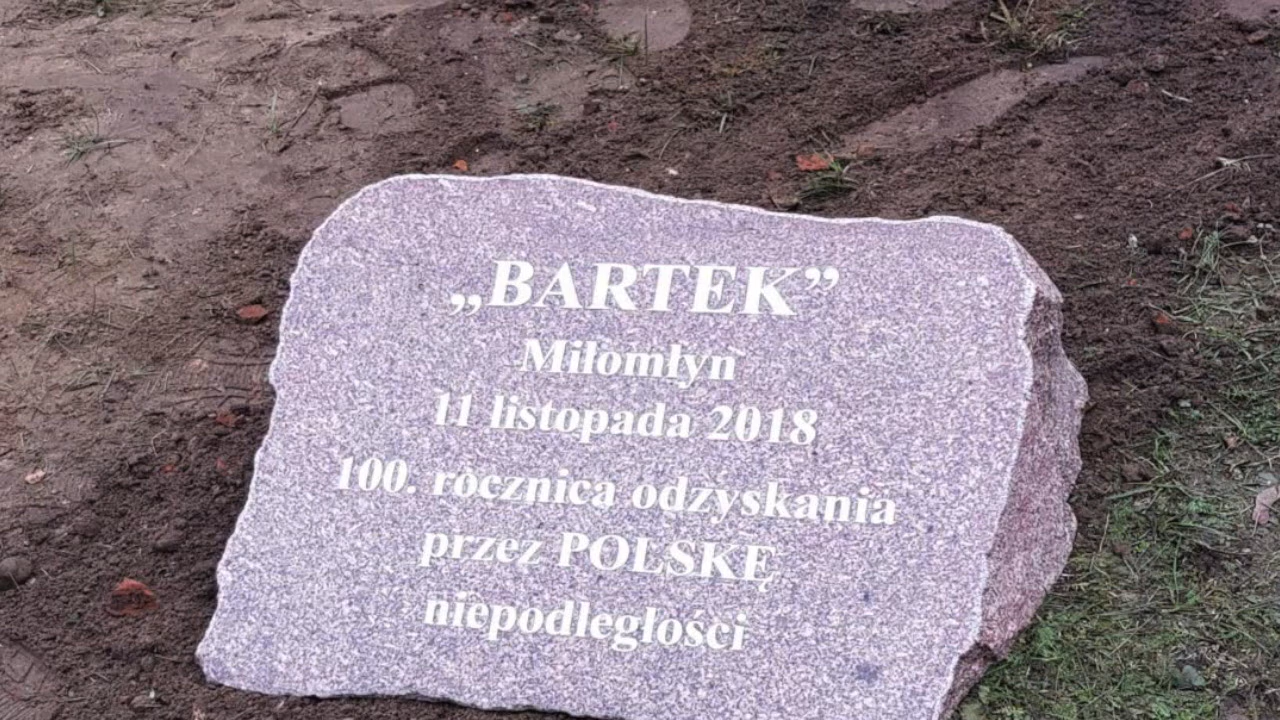 „BARTEK”
Miłomłyn
11 listopada 2018
100. rocznica odzyskania
przez POLSKĘ
niepodległości